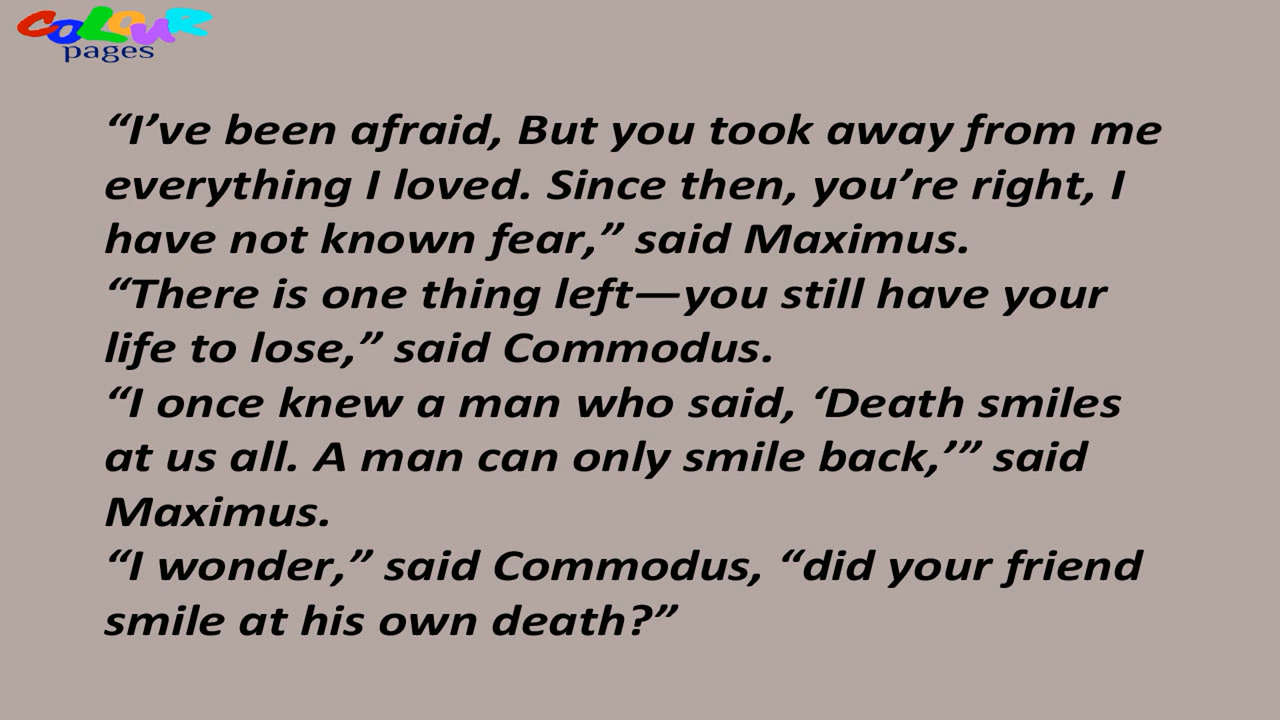 COLOUR
pages
“I’ve been afraid, But you took away from me
everything I loved. Since then, you’re right, I
have not known fear,” said Maximus.
“There is one thing left—you still have your
life to lose,” said Commodus.
“I once knew a man who said, ‘Death smiles
at us all. A man can only smile back,’” said
Maximus.
“I wonder,” said Commodus, “did your friend
smile at his own death?”